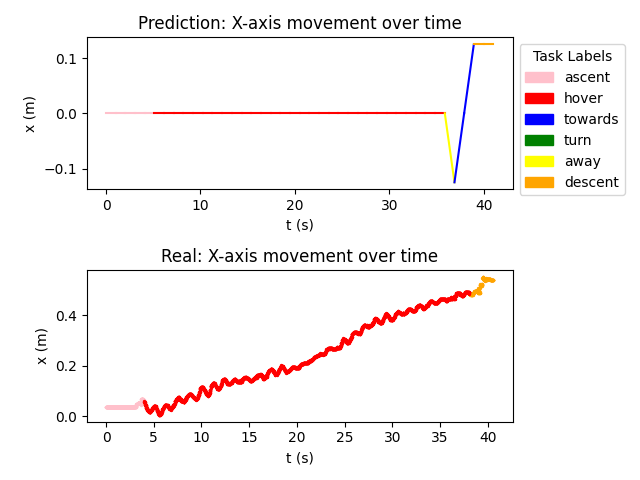 Prediction: X-axis movement over time
0.1
0.0
−0.1
x (m)
0 10 20 30 40
t (s)
Task Labels
ascent
hover
towards
turn
away
descent
Real: X-axis movement over time
0.4
0.2
0.0
x (m)
0 5 10 15 20 25 30 35 40
t (s)